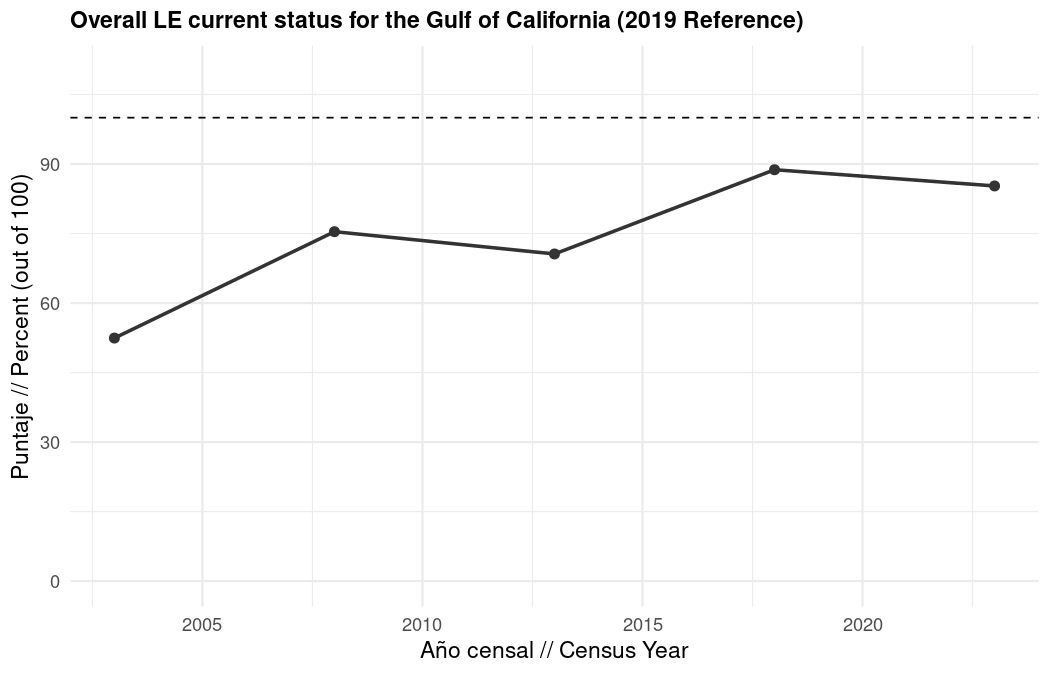 Overall LE current status for the Gulf of California (2019 Reference)
Puntaje // Percent (out of 100)
90
60
30
0
2005
2010
2015
2020
Año censal // Census Year